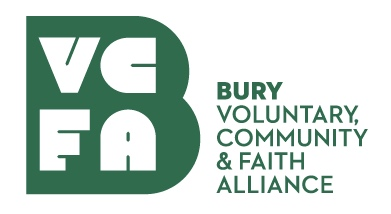 VC
FA
BURY
VOLUNTARY,
COMMUNITY
& FAITH
ALLIANCE